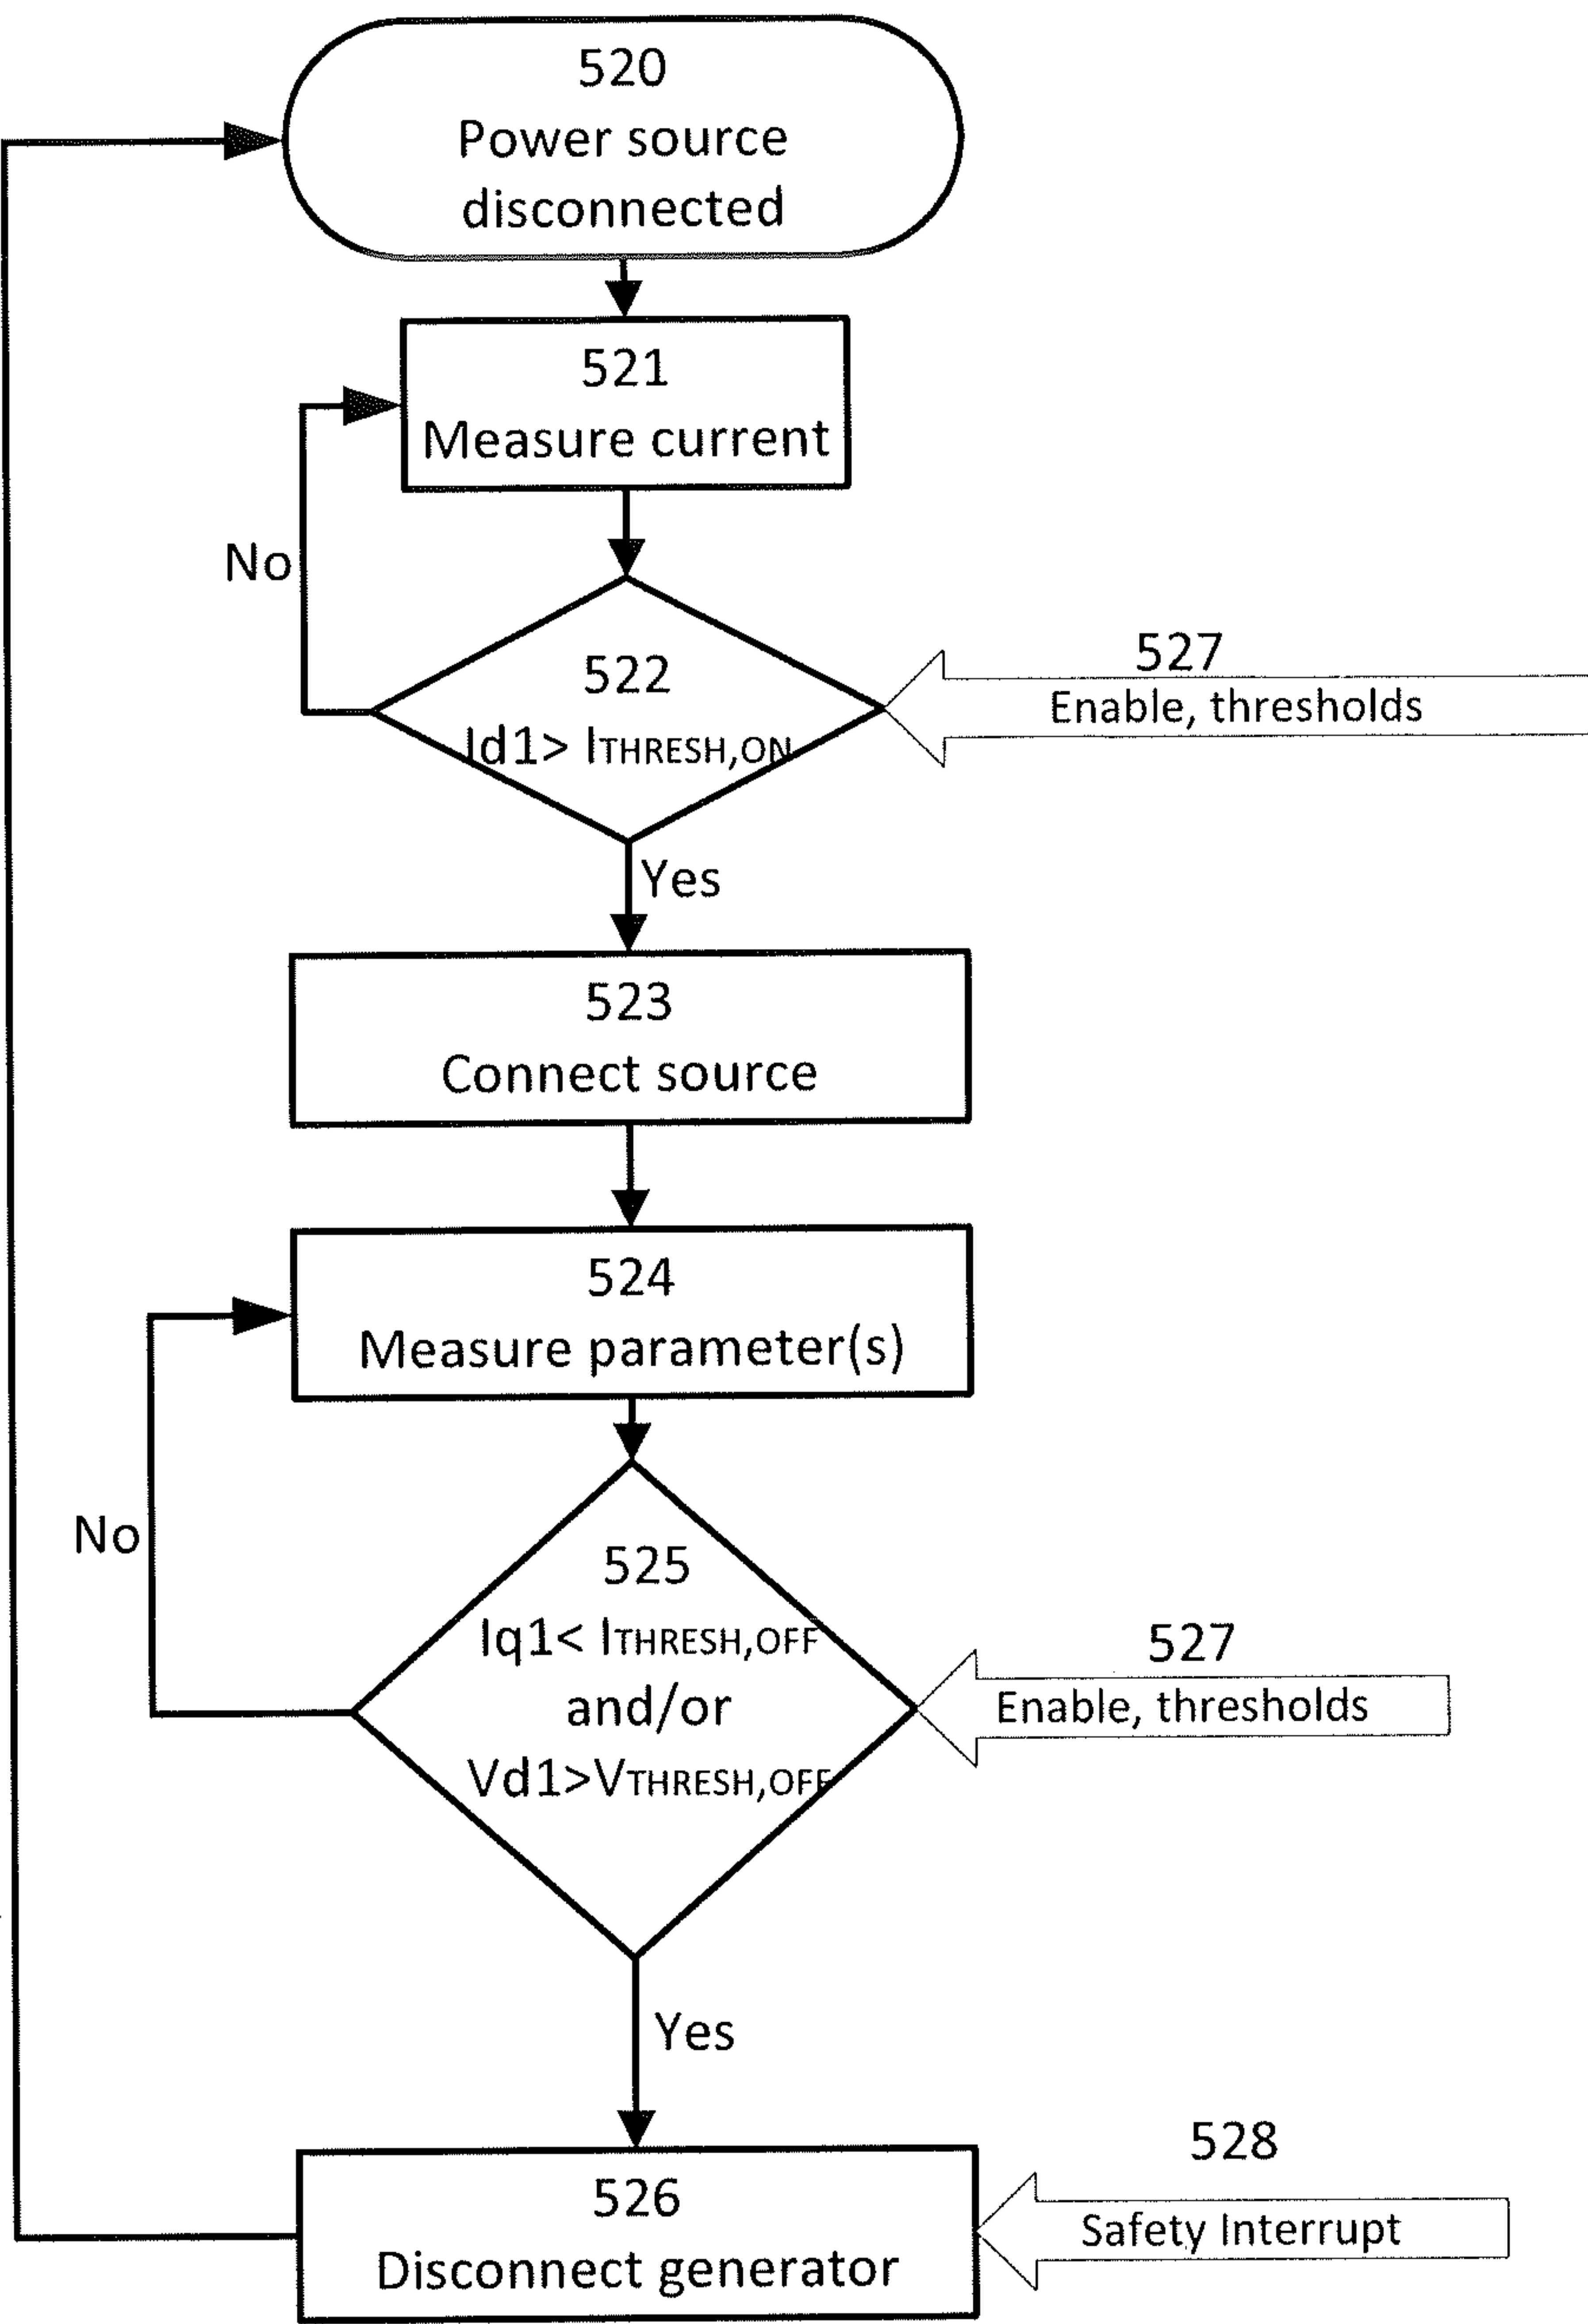 520
Power source
disconnected
521
Measure current
No
522
Id1> ITHRESH,ON
527
Enable, thresholds
Yes
523
Connect source
524
Measure parameter(s)
No
525
Iq1< ITHRESH,OFF
and/or
Vd1>VTHRESH,OFF
527
Enable, thresholds
Yes
526
Disconnect generator
528
Safety Interrupt